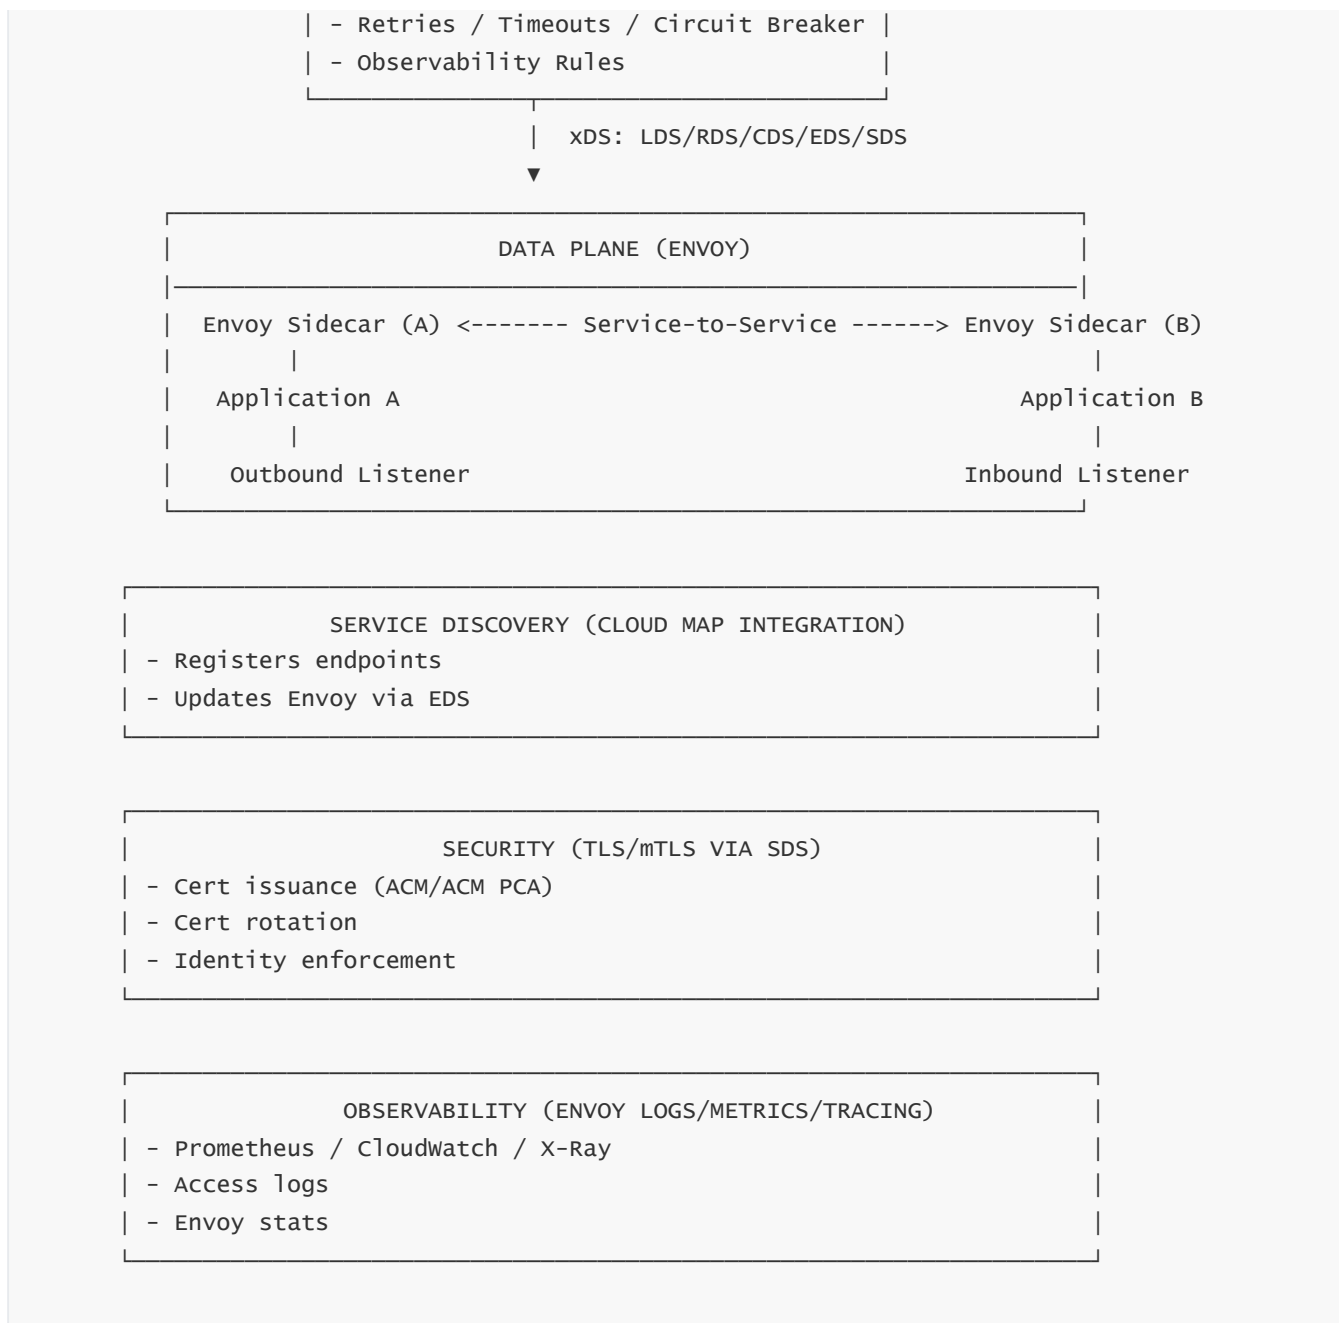 - Retries / Timeouts / Circuit Breaker
- Observability Rules
xDS: LDS/RDS/CDS/EDS/SDS
▼
DATA PLANE (ENVOY)
Envoy Sidecar (A) <------- Service-to-Service ------> Envoy Sidecar (B)
Application A Application B
Outbound Listener Inbound Listener
SERVICE DISCOVERY (CLOUD MAP INTEGRATION)
- Registers endpoints
- Updates Envoy via EDS
SECURITY (TLS/mTLS VIA SDS)
- Cert issuance (ACM/ACM PCA)
- Cert rotation
- Identity enforcement
OBSERVABILITY (ENVOY LOGS/METRICS/TRACING)
- Prometheus / CloudWatch / X-Ray
- Access logs
- Envoy stats